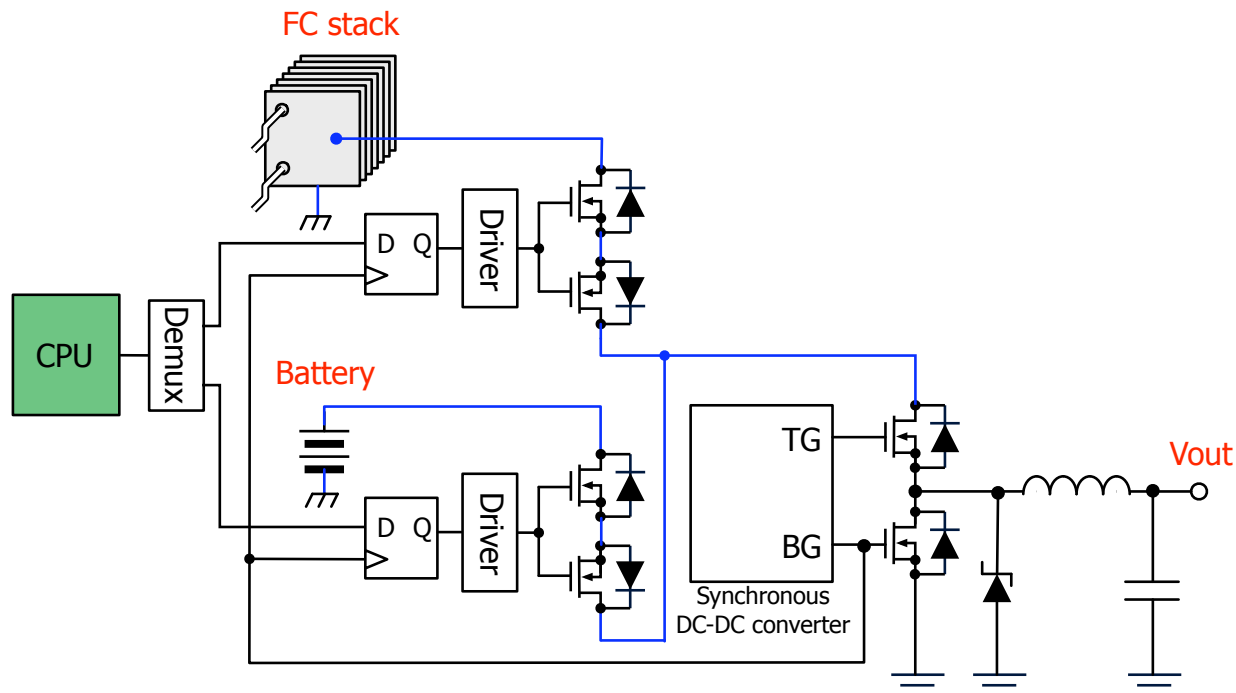 FC stack
D Q
Driver
CPU
Demux
Battery
D Q
Driver
TG
BG
Synchronous
DC-DC converter
Vout